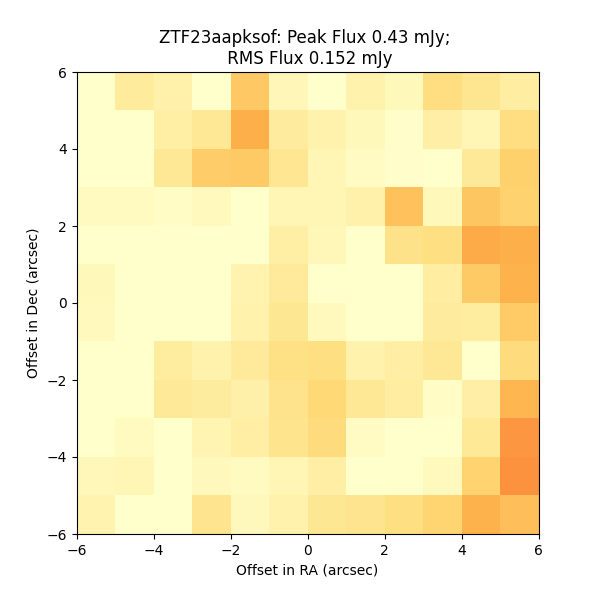 ZTF23aapksof: Peak Flux 0.43 mJy;
RMS Flux 0.152 mJy
6
4
2
0
−2
−4
−6
Offset in Dec (arcsec)
−6 −4 −2 0 2 4 6
Offset in RA (arcsec)